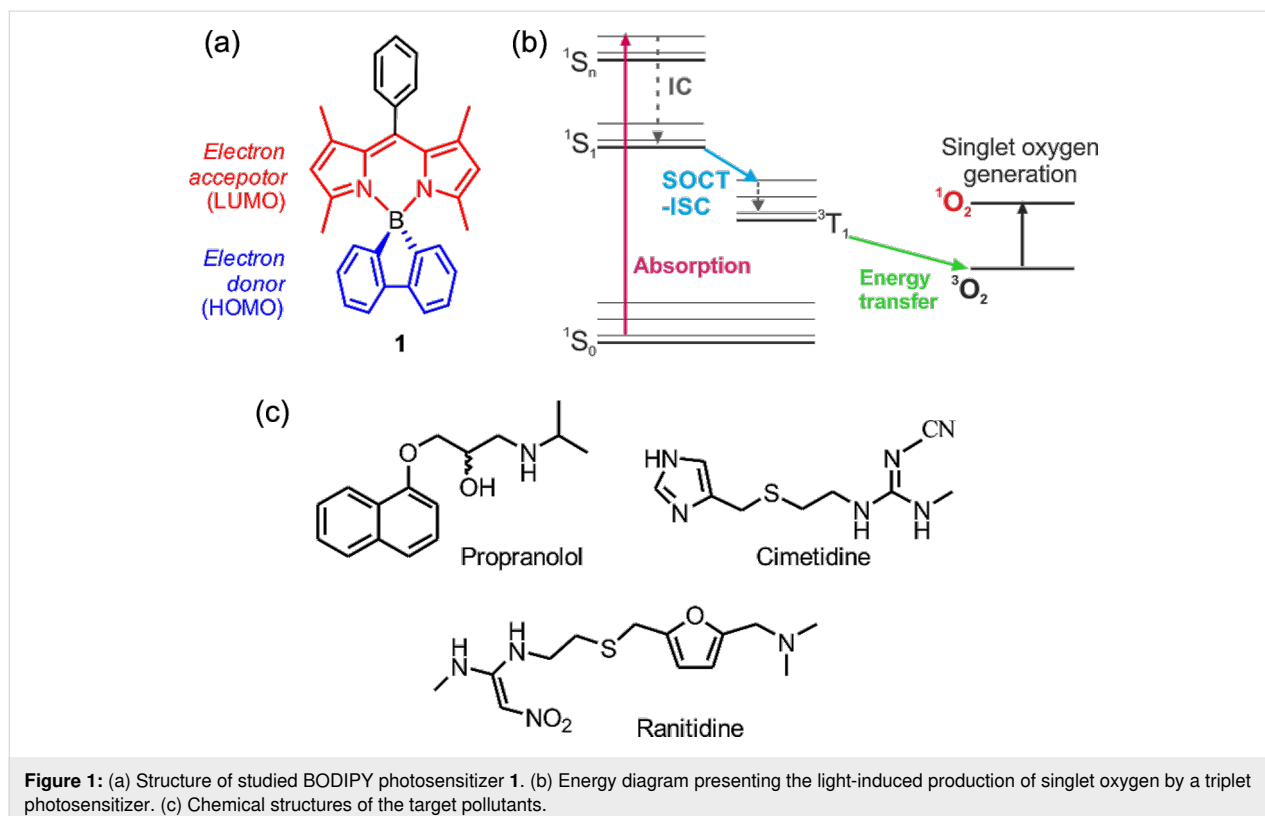 (a)
Electron
accepotor
(LUMO)
N
N
B
Electron
donor
(HOMO)
1
(b)
¹Sₙ
IC
¹S₁
SOCT
-ISC
³T₁
Absorption
Energy
transfer
¹S₀
Singlet oxygen
generation
¹O₂
³O₂
(c)
O
OH
N
H
Propranolol
HN
N
S
N
H
N
CN
N
H
Cimetidine
H
N
H
N
S
O
N
NO₂
Ranitidine
Figure 1: (a) Structure of studied BODIPY photosensitizer 1. (b) Energy diagram presenting the light-induced production of singlet oxygen by a triplet
photosensitizer. (c) Chemical structures of the target pollutants.